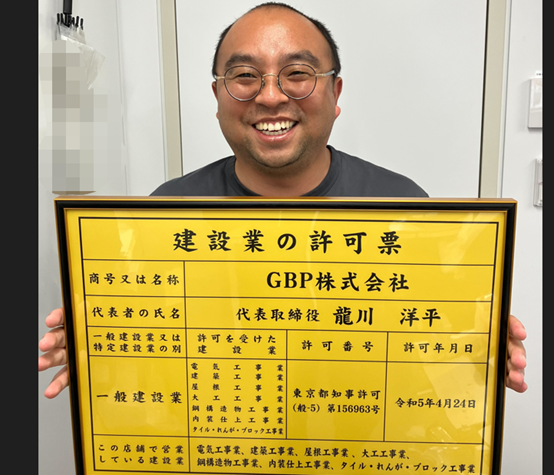 建設業の許可票
商号又は名称
GBP株式会社
代表者の氏名
代表取締役 龍川 洋平
一般建設業又は
特定建設業の別
許可を受けた
建設業
許可番号
許可年月日
一般建設業
電気工事業
建築工事業
屋根工事業
大工工事業
鋼構造物工事業
内装仕上工事業
タイル・れんが・ブロック工事業
東京都知事許可
(般-5) 第156963号
令和5年4月24日
この店舗で営業
している建設業
電気工事業、建築工事業、屋根工事業、大工工事業、
鋼構造物工事業、内装仕上工事業、タイル・れんが・ブロック工事業